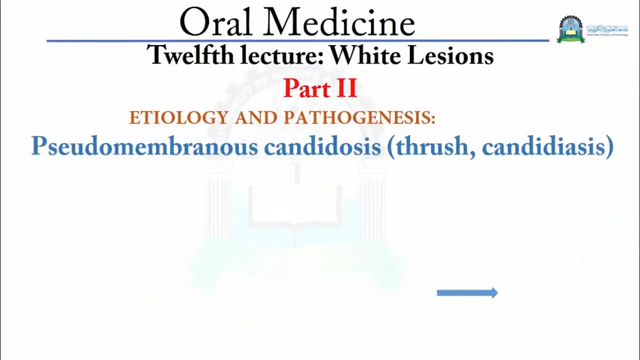 Oral Medicine
Twelfth lecture: White Lesions
Part II
ETIOLOGY AND PATHOGENESIS:
Pseudomembranous candidosis (thrush, candidiasis)